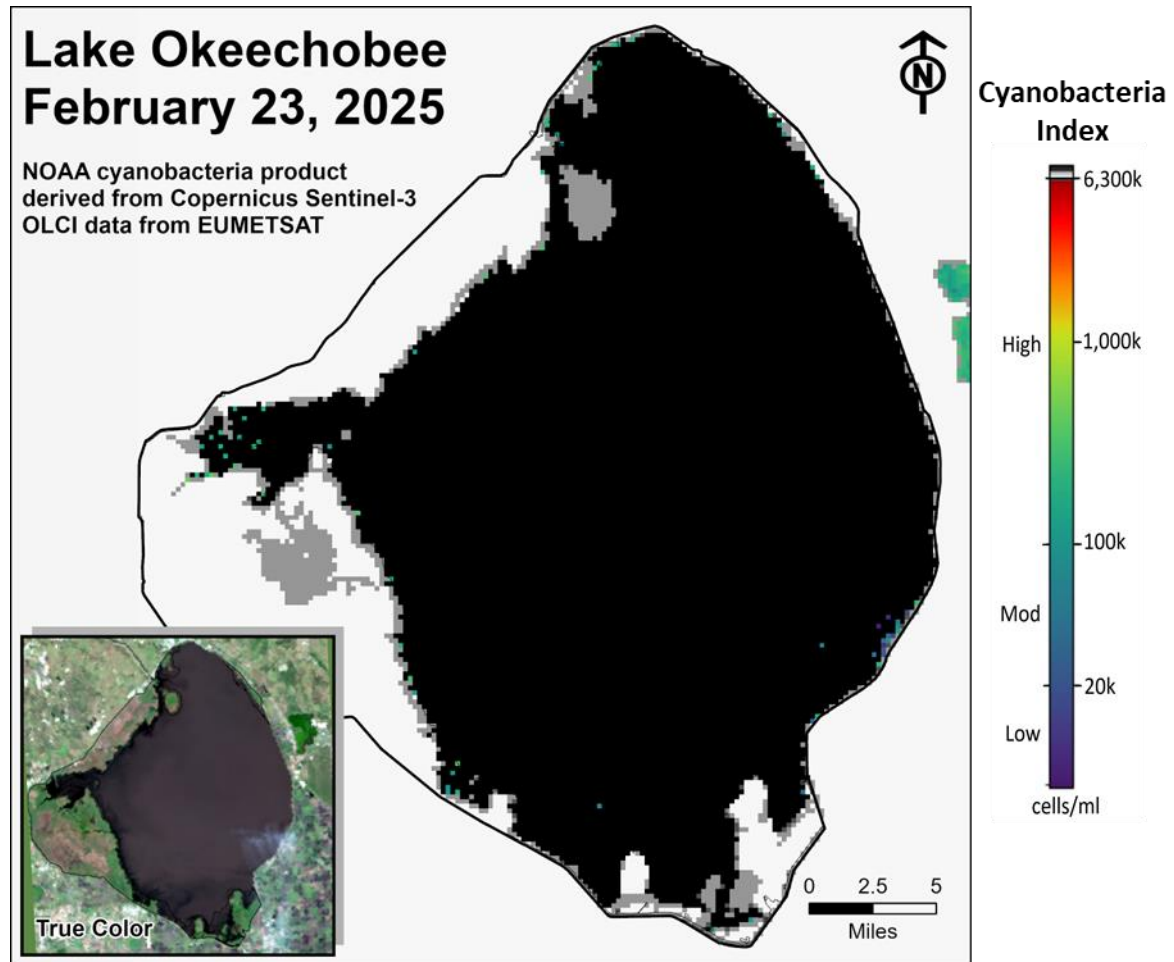 Lake Okeechobee
February 23, 2025
NOAA cyanobacteria product
derived from Copernicus Sentinel-3
OLCI data from EUMETSAT
N
Cyanobacteria
Index
6,300k
High
1,000k
100k
Mod
20k
Low
cells/ml
0 2.5 5
Miles
True Color